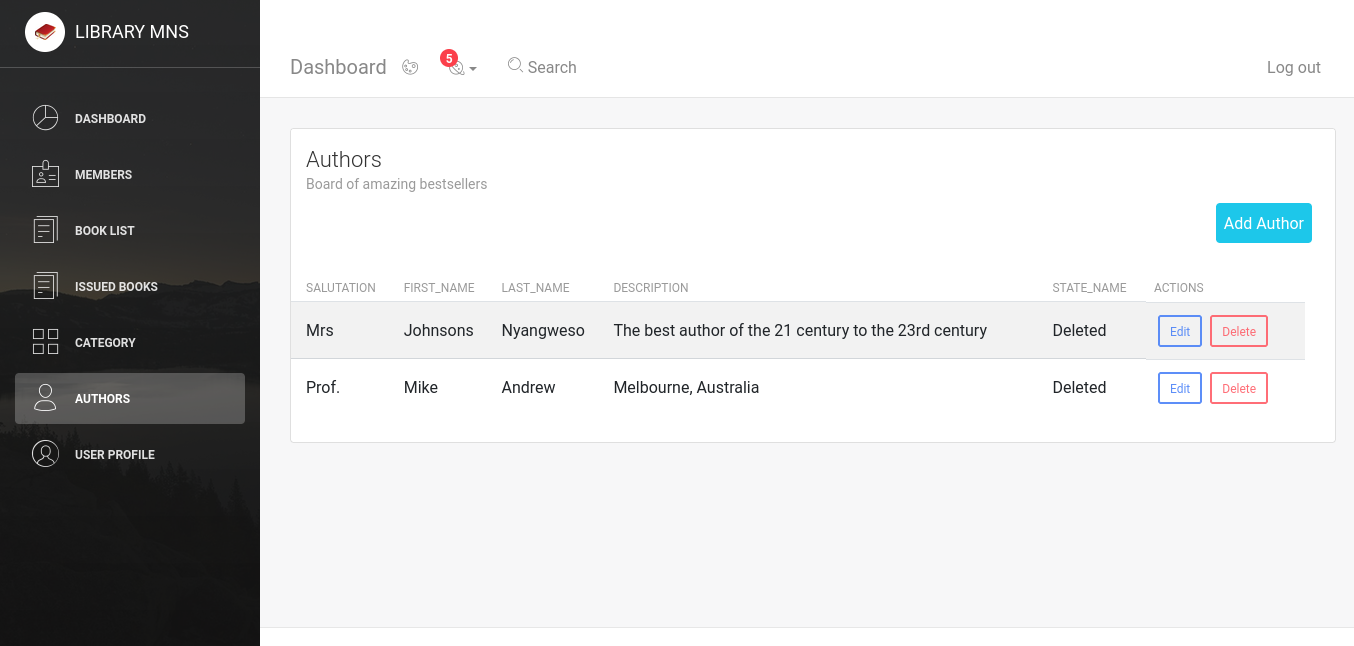 LIBRARY MNS
DASHBOARD
MEMBERS
BOOK LIST
ISSUED BOOKS
CATEGORY
AUTHORS
USER PROFILE
Dashboard 5 Search Log out
Authors
Board of amazing bestsellers
Add Author
SALUTATION FIRST_NAME LAST_NAME DESCRIPTION STATE_NAME ACTIONS
Mrs Johnsons Nyangweso The best author of the 21 century to the 23rd century Deleted Edit Delete
Prof. Mike Andrew Melbourne, Australia Deleted Edit Delete